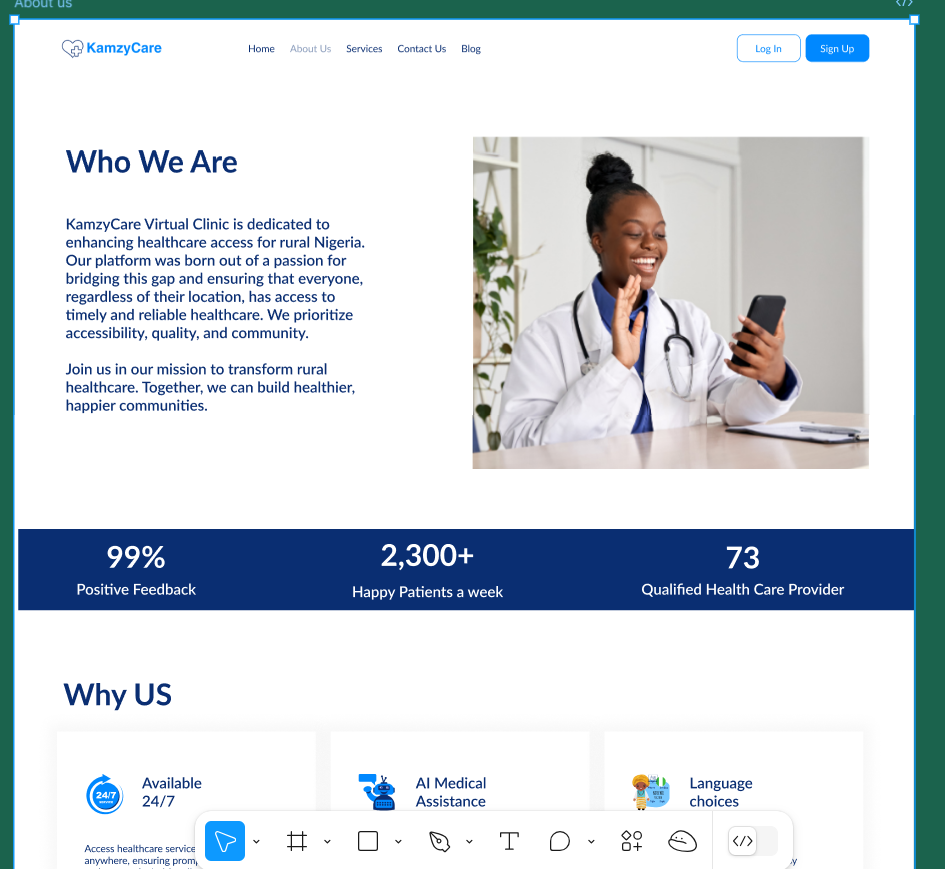 About us
KamzyCare
Home About Us Services Contact Us Blog
Log In Sign Up
Who We Are
KamzyCare Virtual Clinic is dedicated to
enhancing healthcare access for rural Nigeria.
Our platform was born out of a passion for
bridging this gap and ensuring that everyone,
regardless of their location, has access to
timely and reliable healthcare. We prioritize
accessibility, quality, and community.
Join us in our mission to transform rural
healthcare. Together, we can build healthier,
happier communities.
99%
Positive Feedback
2,300+
Happy Patients a week
73
Qualified Health Care Provider
Why US
24/7
Available
24/7
AI Medical
Assistance
Language
choices
Access healthcare service
anywhere, ensuring